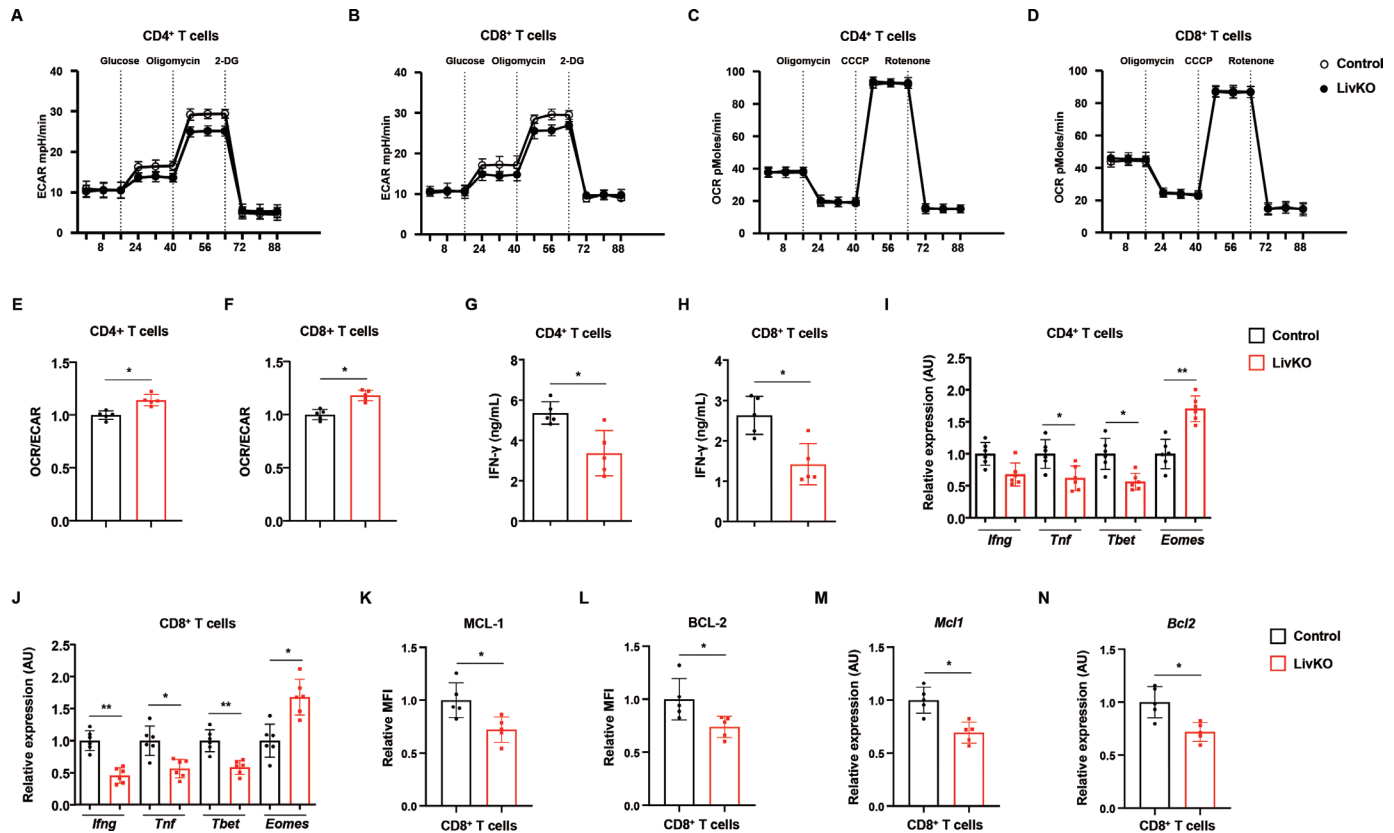 A
B
C
D
CD4⁺ T cells
CD8⁺ T cells
CD4⁺ T cells
CD8⁺ T cells
Glucose Oligomycin 2-DG
Glucose Oligomycin 2-DG
Oligomycin CCCP Rotenone
Oligomycin CCCP Rotenone
Control
LivKO
ECAR mpH/min
40
30
20
10
0
8 24 40 56 72 88
ECAR mpH/min
40
30
20
10
0
8 24 40 56 72 88
OCR pMoles/min
100
80
60
40
20
0
8 24 40 56 72 88
OCR pMoles/min
100
80
60
40
20
0
8 24 40 56 72 88
E
CD4+ T cells
*
OCR/ECAR
1.5
1.0
0.5
0.0
F
CD8+ T cells
*
OCR/ECAR
1.5
1.0
0.5
0.0
G
CD4⁺ T cells
*
IFN-γ (ng/mL)
8
6
4
2
0
H
CD8⁺ T cells
*
IFN-γ (ng/mL)
4
3
2
1
0
I
CD4⁺ T cells
* * **
Relative expression (AU)
2.5
2.0
1.5
1.0
0.5
0.0
Ifng Tnf Tbet Eomes
Control
LivKO
J
CD8⁺ T cells
** * ** *
Relative expression (AU)
2.5
2.0
1.5
1.0
0.5
0.0
Ifng Tnf Tbet Eomes
K
MCL-1
*
Relative MFI
1.5
1.0
0.5
0.0
CD8⁺ T cells
L
BCL-2
*
Relative MFI
1.5
1.0
0.5
0.0
CD8⁺ T cells
M
Mcl1
*
Relative expression (AU)
1.5
1.0
0.5
0.0
CD8⁺ T cells
N
Bcl2
*
Relative expression (AU)
1.5
1.0
0.5
0.0
CD8⁺ T cells
Control
LivKO